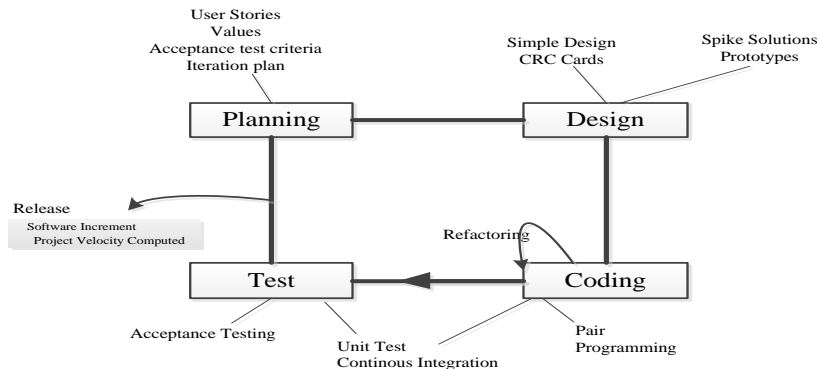 User Stories
Values
Acceptance test criteria
Iteration plan
Simple Design
CRC Cards
Spike Solutions
Prototypes
Planning
Design
Release
Software Increment
Project Velocity Computed
Refactoring
Test
Coding
Acceptance Testing
Unit Test
Continous Integration
Pair
Programming